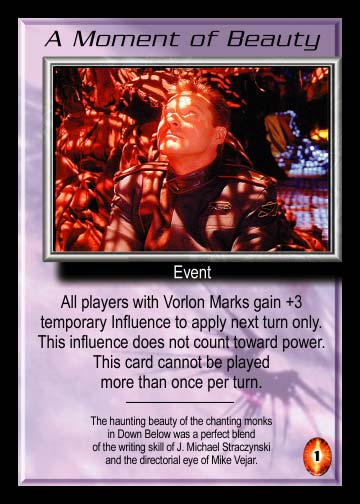 A Moment of Beauty
Event
All players with Vorlon Marks gain +3
temporary Influence to apply next turn only.
This influence does not count toward power.
This card cannot be played
more than once per turn.
The haunting beauty of the chanting monks
in Down Below was a perfect blend
of the writing skill of J. Michael Straczynski
and the directorial eye of Mike Vejar.
1